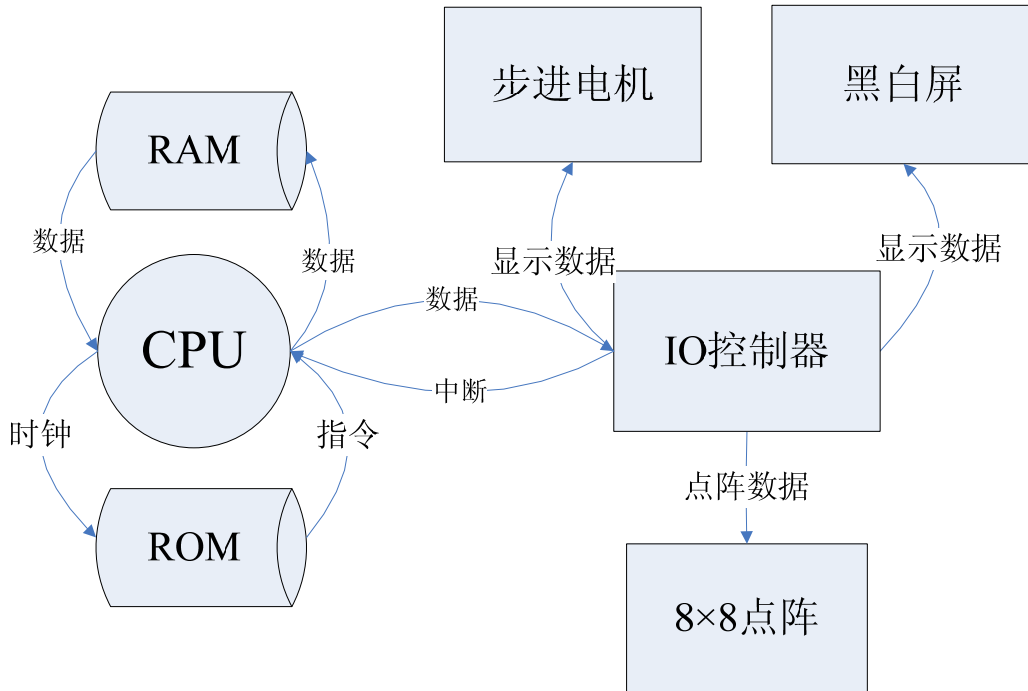 步进电机
黑白屏
RAM
数据
数据
显示数据
显示数据
CPU
数据
IO控制器
中断
时钟
指令
点阵数据
ROM
8×8点阵